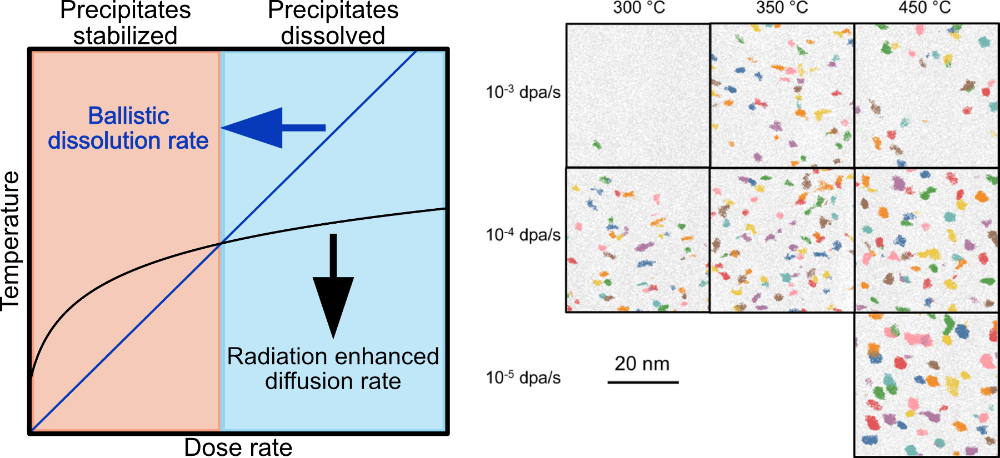 Precipitates
stabilized
Precipitates
dissolved
Ballistic
dissolution rate
Radiation enhanced
diffusion rate
Temperature
Dose rate
300 °C
350 °C
450 °C
10⁻³ dpa/s
10⁻⁴ dpa/s
10⁻⁵ dpa/s
20 nm